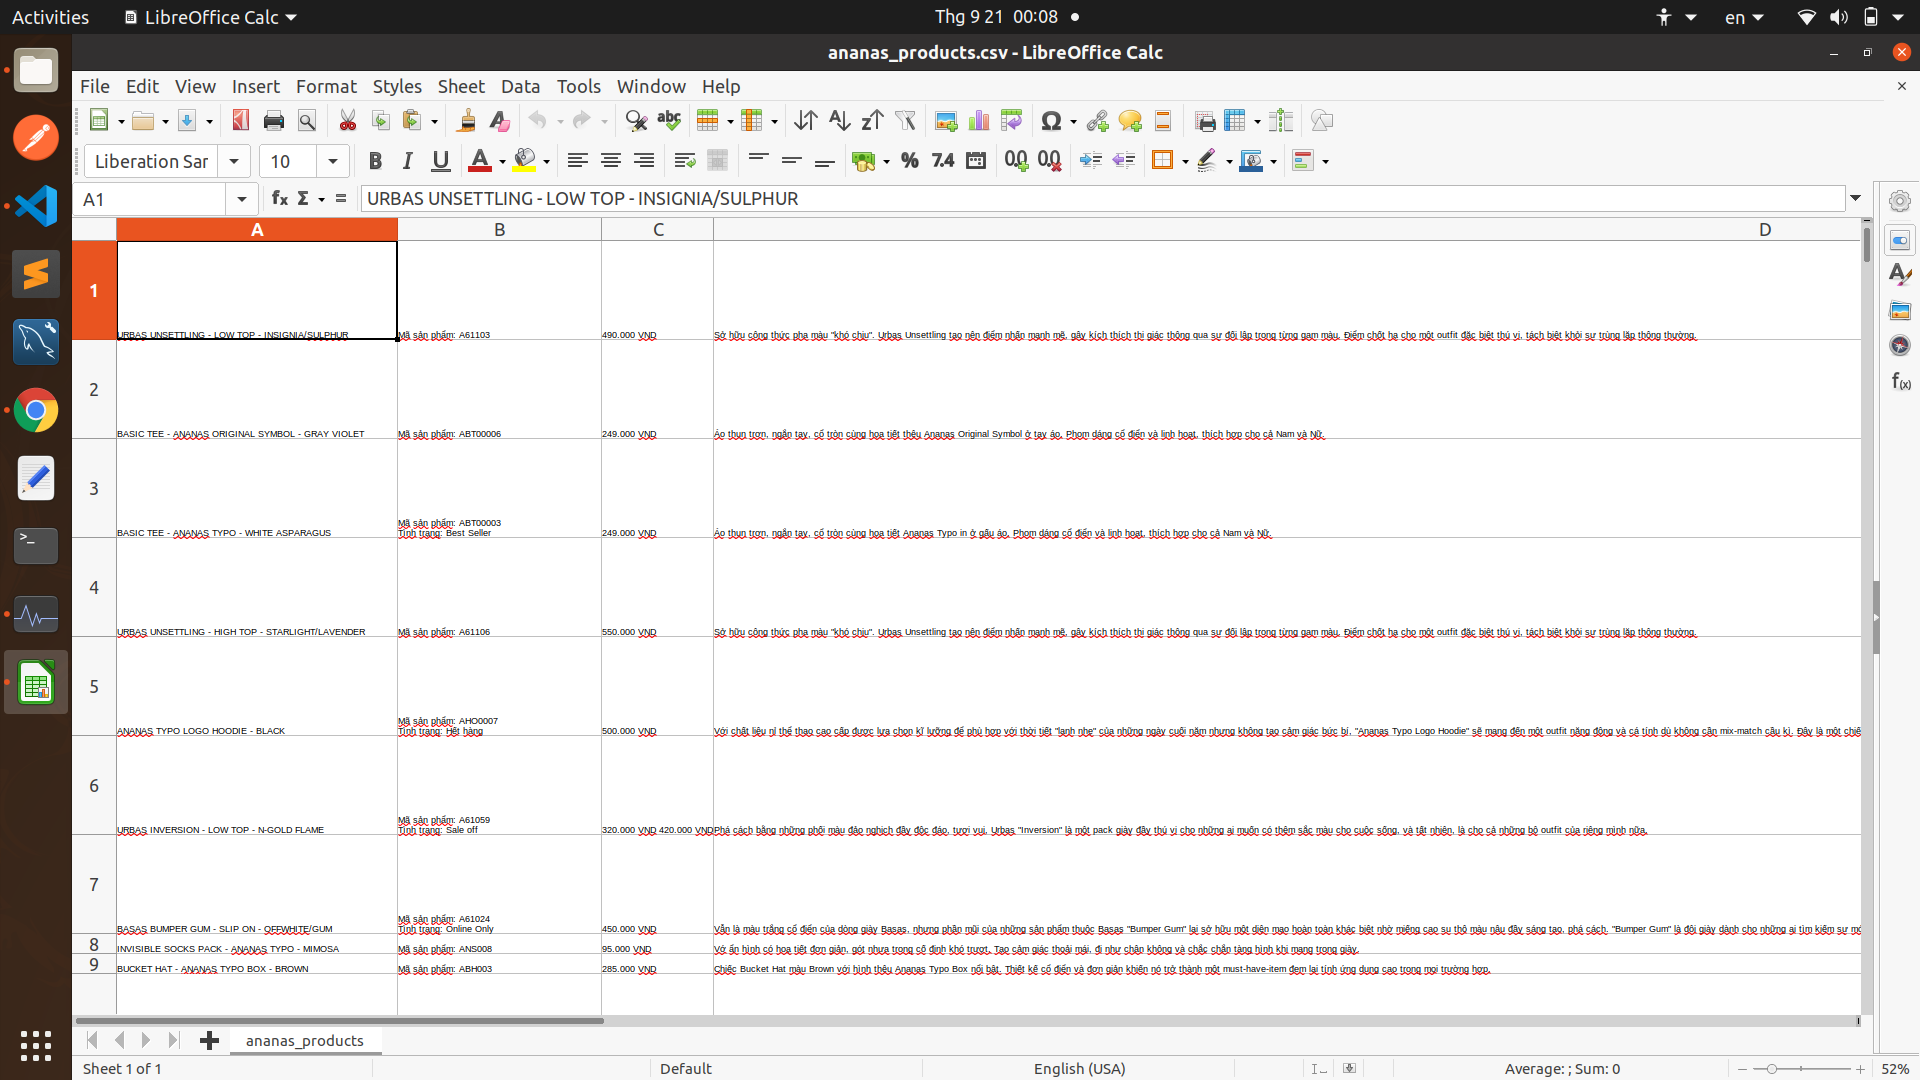 Activities LibreOffice Calc Thg 9 21 00:08 en
ananas_products.csv - LibreOffice Calc
File Edit View Insert Format Styles Sheet Data Tools Window Help
Liberation Sar 10
A1 URBAS UNSETTLING - LOW TOP - INSIGNIA/SULPHUR
A B C D
1 URBAS UNSETTLING - LOW TOP - INSIGNIA/SULPHUR Mã sản phẩm: A61103 490.000 VND Sở hữu công thức pha màu "khó chịu". Urbas Unsettling tạo nên điểm nhấn mạnh mẽ, gây kích thích thị giác thông qua sự đối lập trong từng gam màu. Điểm chốt hạ cho một outfit đặc biệt thú vị, tách biệt khỏi sự trùng lặp thông thường.
2 BASIC TEE - ANANAS ORIGINAL SYMBOL - GRAY VIOLET Mã sản phẩm: ABT00006 249.000 VND Áo thun trơn, ngắn tay, cổ tròn cùng họa tiết thêu Ananas Original Symbol ở tay áo. Phom dáng cổ điển và linh hoạt, thích hợp cho cả Nam và Nữ.
3 BASIC TEE - ANANAS TYPO - WHITE ASPARAGUS Mã sản phẩm: ABT00003
Tình trạng: Best Seller 249.000 VND Áo thun trơn, ngắn tay, cổ tròn cùng họa tiết Ananas Typo in ở gấu áo. Phom dáng cổ điển và linh hoạt, thích hợp cho cả Nam và Nữ.
4 URBAS UNSETTLING - HIGH TOP - STARLIGHT/LAVENDER Mã sản phẩm: A61106 550.000 VND Sở hữu công thức pha màu "khó chịu". Urbas Unsettling tạo nên điểm nhấn mạnh mẽ, gây kích thích thị giác thông qua sự đối lập trong từng gam màu. Điểm chốt hạ cho một outfit đặc biệt thú vị, tách biệt khỏi sự trùng lặp thông thường.
5 ANANAS TYPO LOGO HOODIE - BLACK Mã sản phẩm: AHO0007
Tình trạng: Hết hàng 500.000 VND Với chất liệu nỉ thể thao cao cấp được lựa chọn kĩ lưỡng để phù hợp với thời tiết "lạnh nhẹ" của những ngày cuối năm nhưng không tạo cảm giác bức bí, "Ananas Typo Logo Hoodie" sẽ mang đến một outfit năng động và cá tính dù không cần mix-match cầu kì. Đây là một chiế
6 URBAS INVERSION - LOW TOP - N-GOLD FLAME Mã sản phẩm: A61059
Tình trạng: Sale off 320.000 VND 420.000 VND Phá cách bằng những phối màu đảo nghịch đầy độc đáo, tươi vui, Urbas "Inversion" là một pack giày đầy thú vị cho những ai muốn có thêm sắc màu cho cuộc sống, và tất nhiên, là cho cả những bộ outfit của riêng mình nữa.
7 BASAS BUMPER GUM - SLIP ON - OFFWHITE/GUM Mã sản phẩm: A61024
Tình trạng: Online Only 450.000 VND Vẫn là màu trắng cổ điển của dòng giày Basas, nhưng phần mũi của những sản phẩm thuộc Basas "Bumper Gum" lại sở hữu một diện mạo hoàn toàn khác biệt nhờ miếng cao su thô màu nâu đầy sáng tạo, phá cách. "Bumper Gum" là đôi giày dành cho những ai tìm kiếm sự mớ
8 INVISIBLE SOCKS PACK - ANANAS TYPO - MIMOSA Mã sản phẩm: ANS008 95.000 VND Vớ ẩn hình có họa tiết đơn giản, gót nhựa trong cố định khó trượt. Tạo cảm giác thoải mái, đi như chân không và chắc chắn tàng hình khi mang trong giày.
9 BUCKET HAT - ANANAS TYPO BOX - BROWN Mã sản phẩm: ABH003 285.000 VND Chiếc Bucket Hat màu Brown với hình thêu Ananas Typo Box nổi bật. Thiết kế cổ điển và đơn giản khiến nó trở thành một must-have-item đem lại tính ứng dụng cao trong mọi trường hợp.
ananas_products
Sheet 1 of 1 Default English (USA) Average: ; Sum: 0 52%